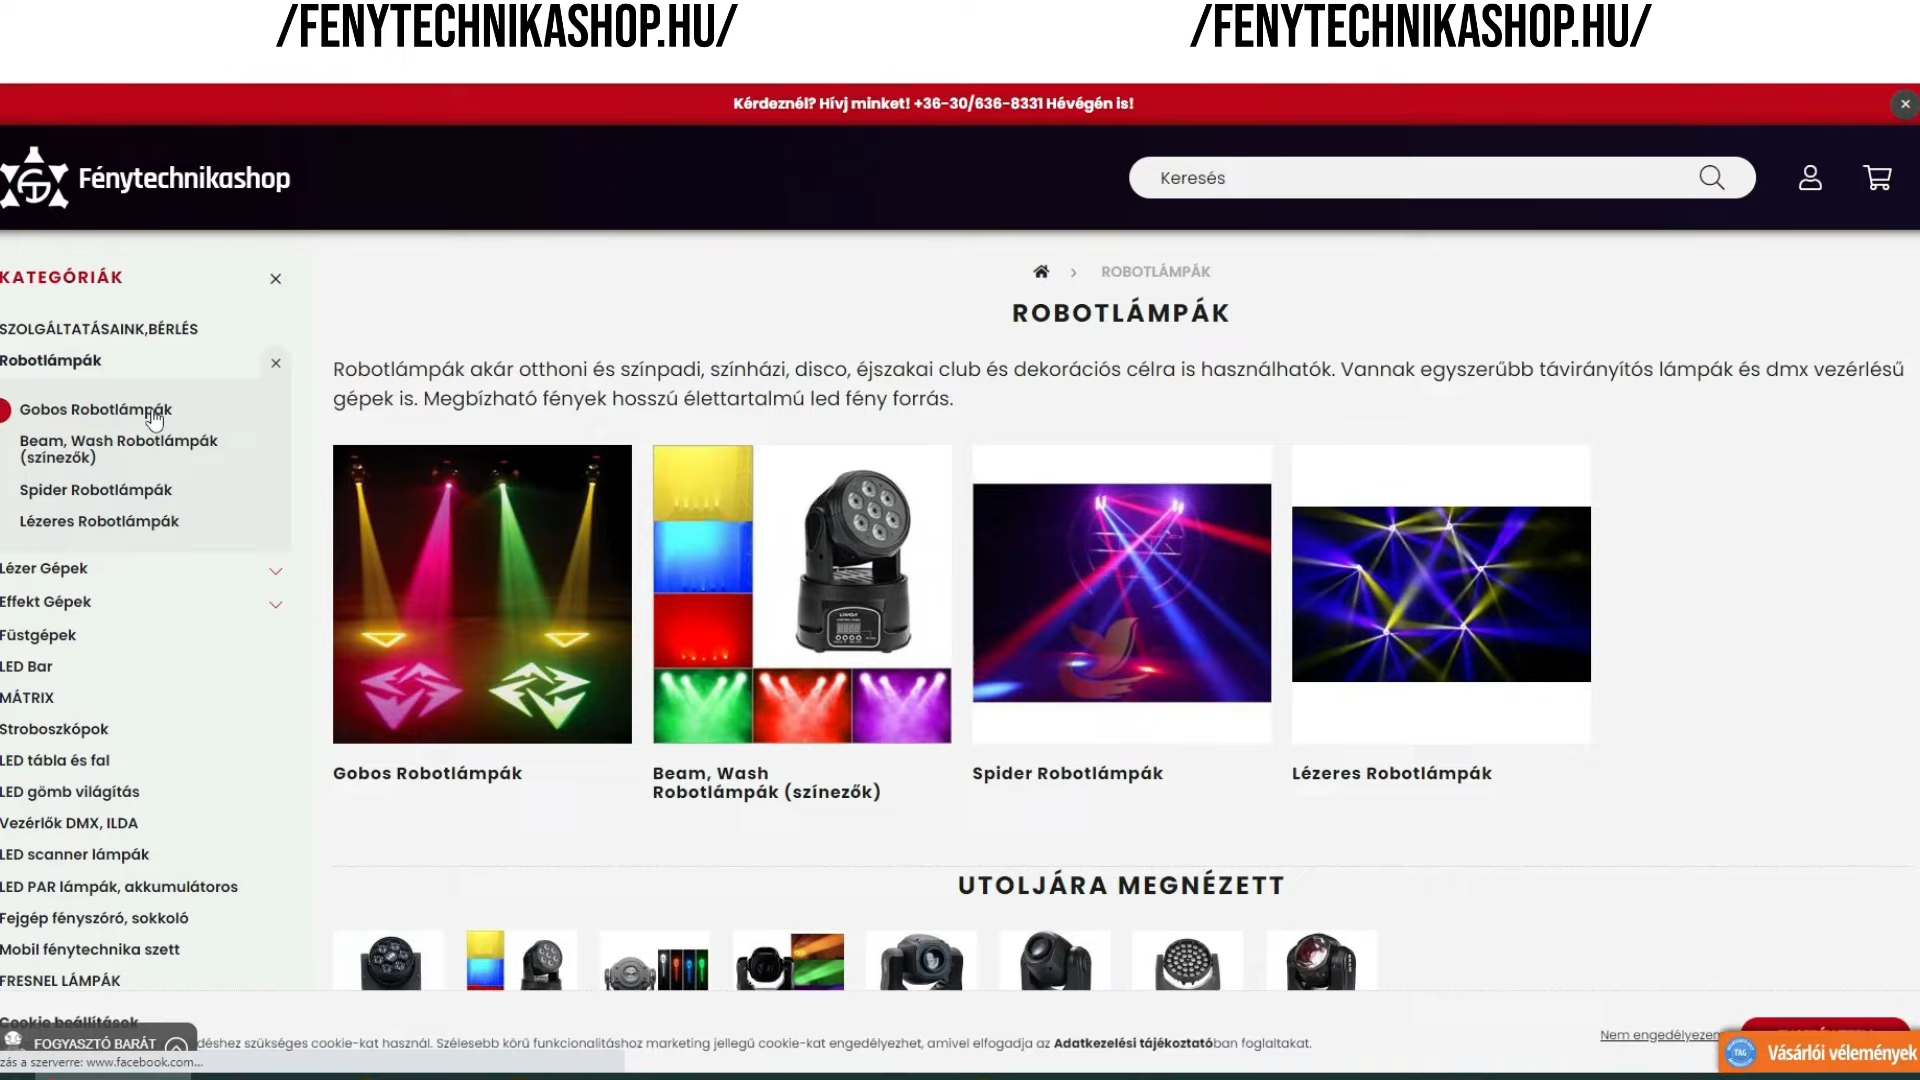 /FENYTECHNIKASHOP.HU/
/FENYTECHNIKASHOP.HU/
Kérdeznél? Hívj minket! +36-30/636-8331 Hévégén is!
Fénytechnikashop
Keresés
KATEGÓRIÁK
SZOLGÁLTATÁSAINK,BÉRLÉS
Robotlámpák
Gobos Robotlámpák
Beam, Wash Robotlámpák
(színezők)
Spider Robotlámpák
Lézeres Robotlámpák
Lézer Gépek
Effekt Gépek
Füstgépek
LED Bar
MÁTRIX
Stroboszkópok
LED tábla és fal
LED gömb világítás
Vezérlők DMX, ILDA
LED scanner lámpák
LED PAR lámpák, akkumulátoros
Fejgép fényszóró, sokkoló
Mobil fénytechnika szett
FRESNEL LÁMPÁK
ROBOTLÁMPÁK
ROBOTLÁMPÁK
Robotlámpák akár otthoni és színpadi, színházi, disco, éjszakai club és dekorációs célra is használhatók. Vannak egyszerűbb távirányítós lámpák és dmx vezérlésű
gépek is. Megbízható fények hosszú élettartalmú led fény forrás.
Gobos Robotlámpák
Beam, Wash
Robotlámpák (színezők)
Spider Robotlámpák
Lézeres Robotlámpák
UTOLJÁRA MEGNÉZETT
Cookie beállítások
FOGYASZTÓ BARÁT
déshez szükséges cookie-kat használ. Szélesebb körű funkcionalitáshoz marketing jellegű cookie-kat engedélyezhet, amivel elfogadja az Adatkezelési tájékoztatóban foglaltakat.
Nem engedélyezem
zás a szerverre: www.facebook.com...
Vásárlói vélemények